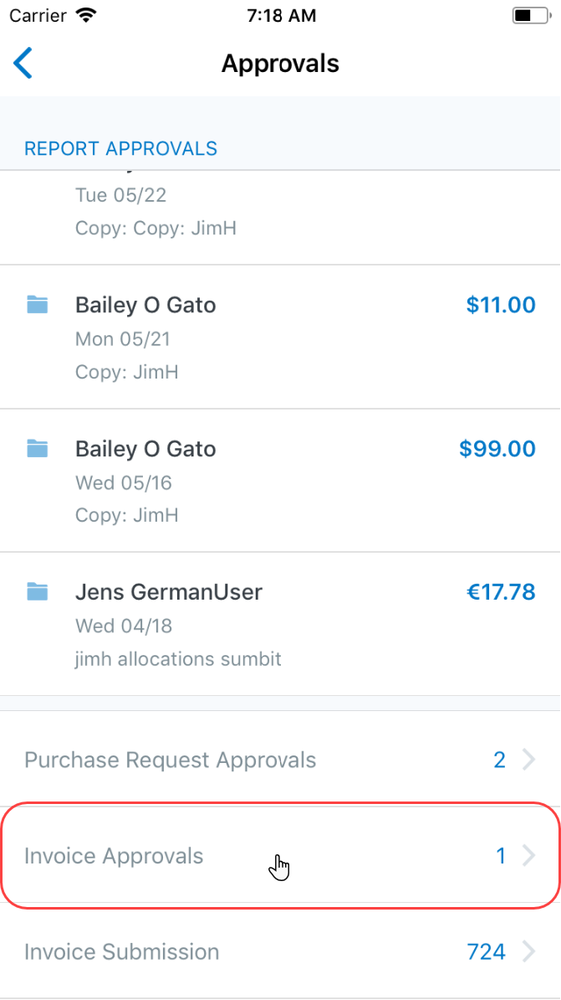 Carrier 7:18 AM
Approvals
REPORT APPROVALS
Tue 05/22
Copy: Copy: JimH
Bailey O Gato $11.00
Mon 05/21
Copy: JimH
Bailey O Gato $99.00
Wed 05/16
Copy: JimH
Jens GermanUser €17.78
Wed 04/18
jimh allocations sumbit
Purchase Request Approvals 2
Invoice Approvals 1
Invoice Submission 724